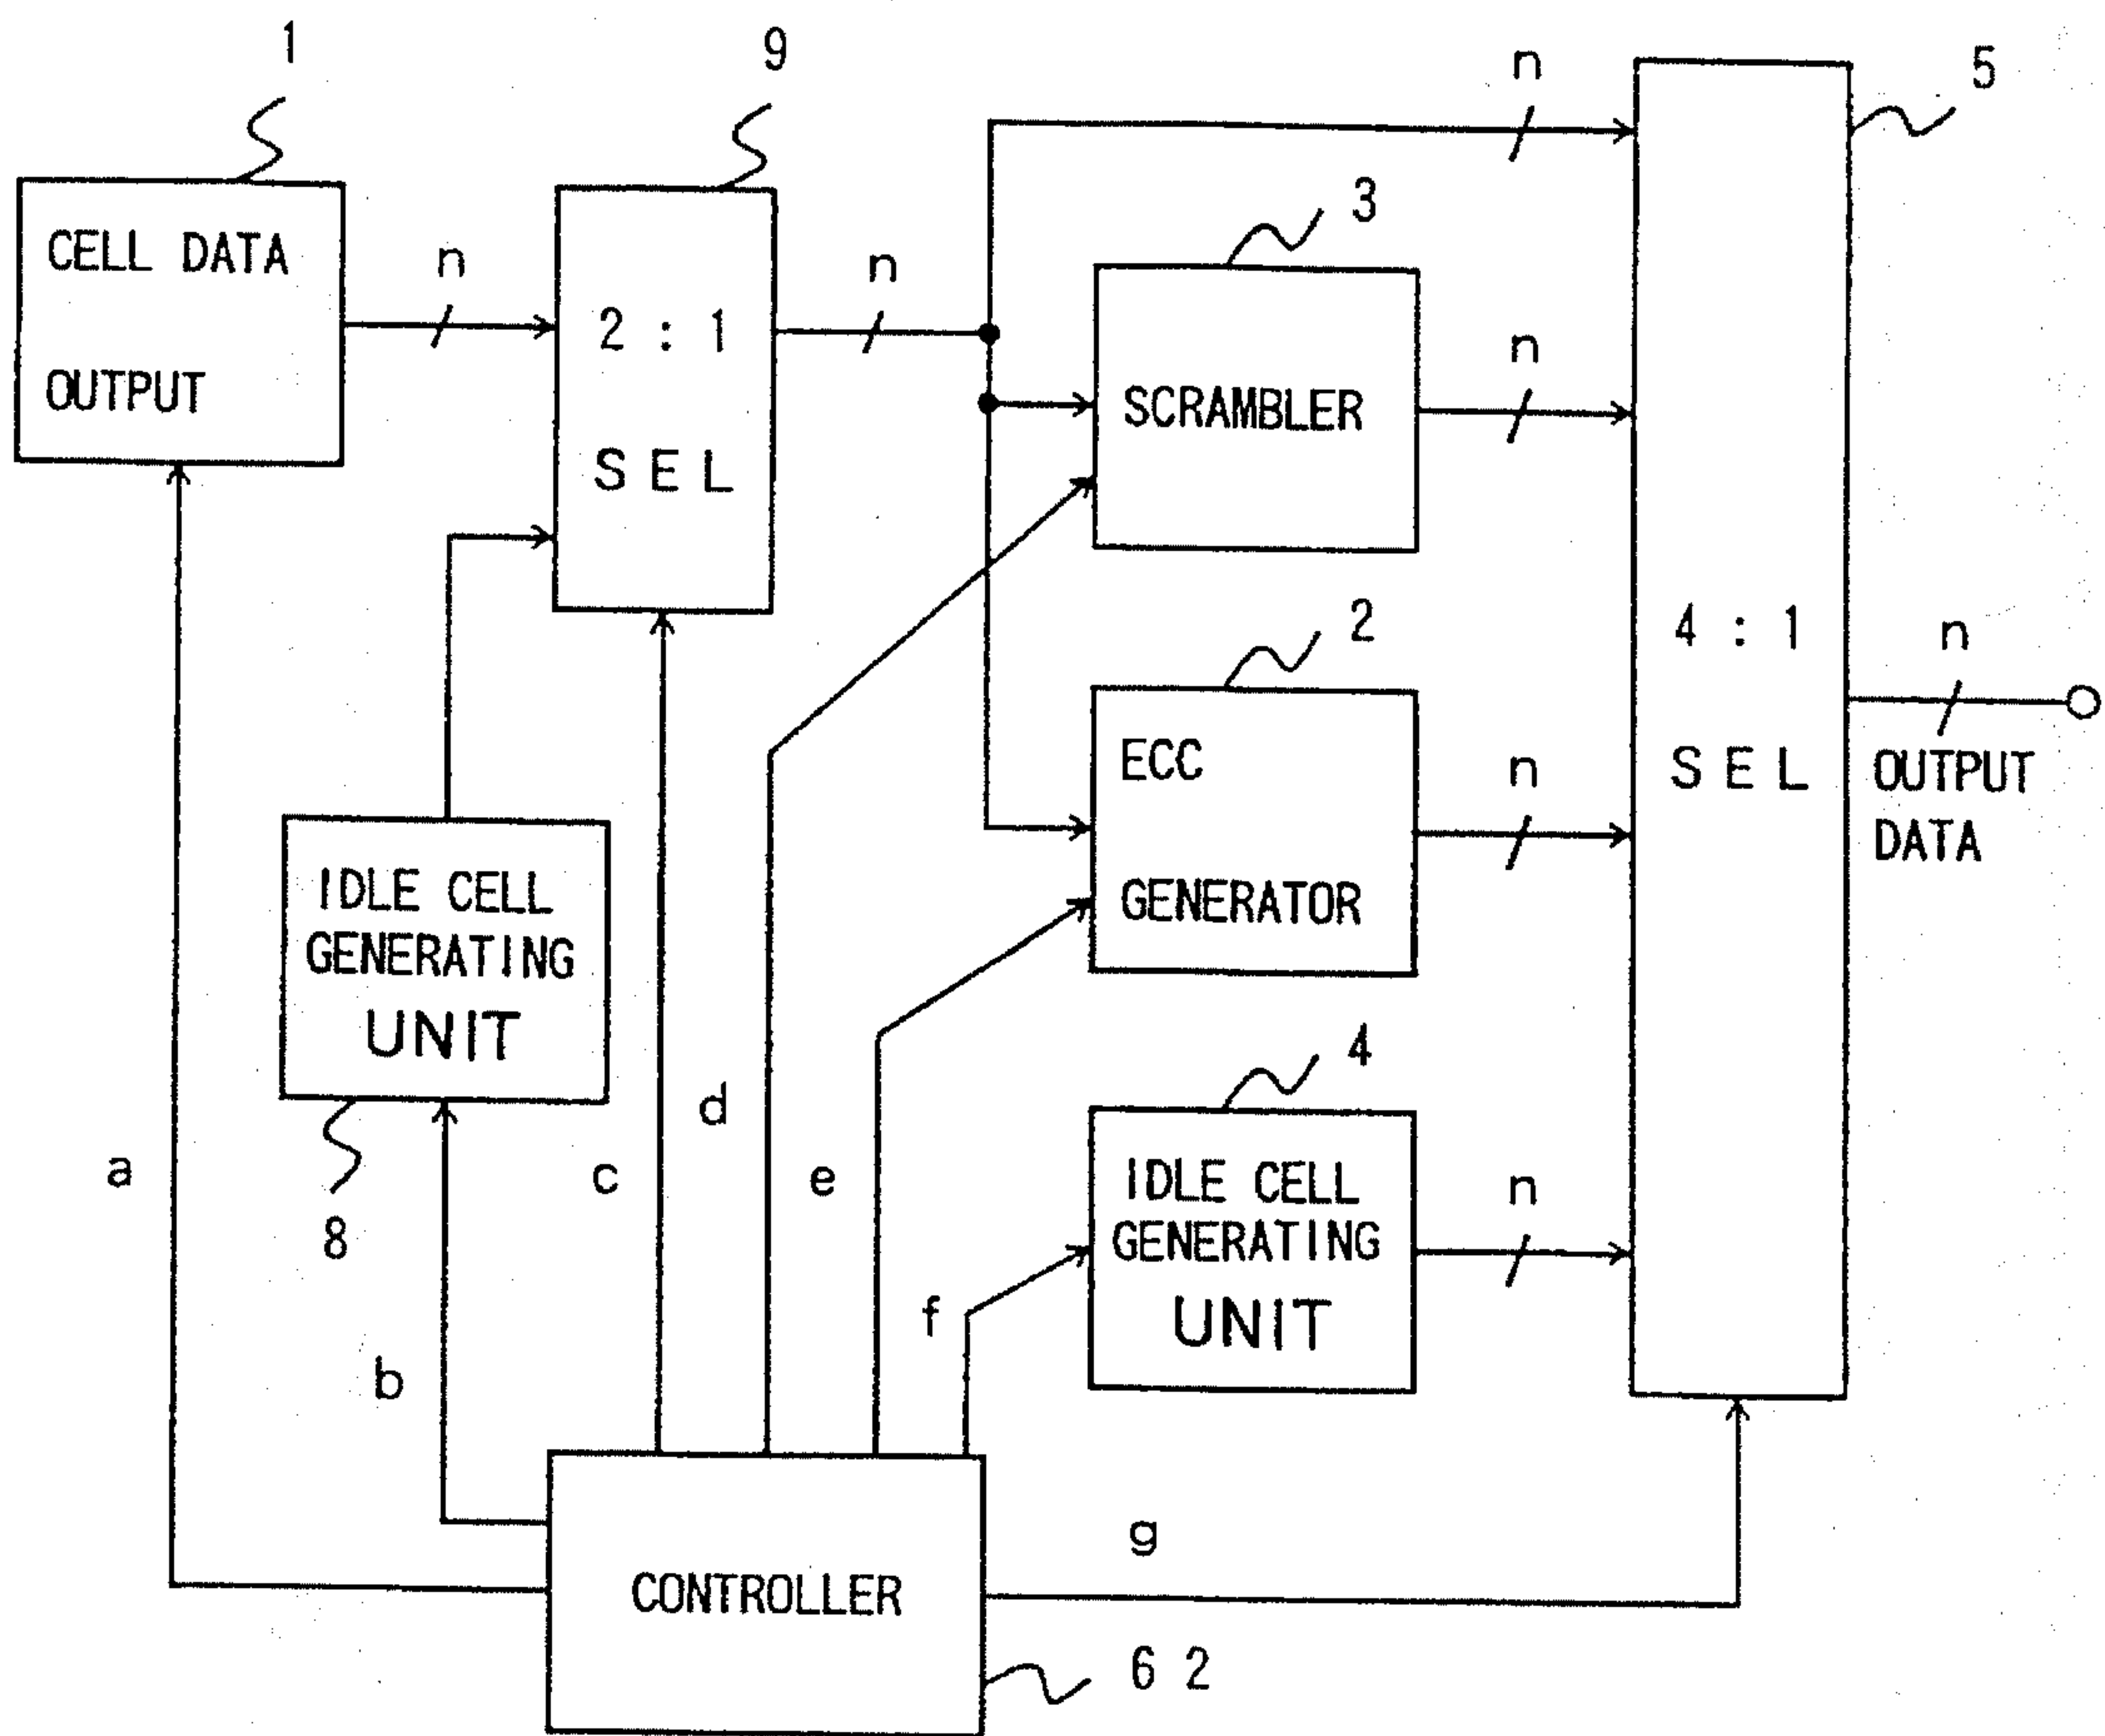 1
9
n
5
3
CELL DATA
OUTPUT
n
2 : 1
SEL
n
SCRAMBLER
n
2
4 : 1
SEL
n
OUTPUT
DATA
ECC
GENERATOR
n
IDLE CELL
GENERATING
UNIT
8
4
IDLE CELL
GENERATING
UNIT
n
a
b
c
d
e
f
g
CONTROLLER
62